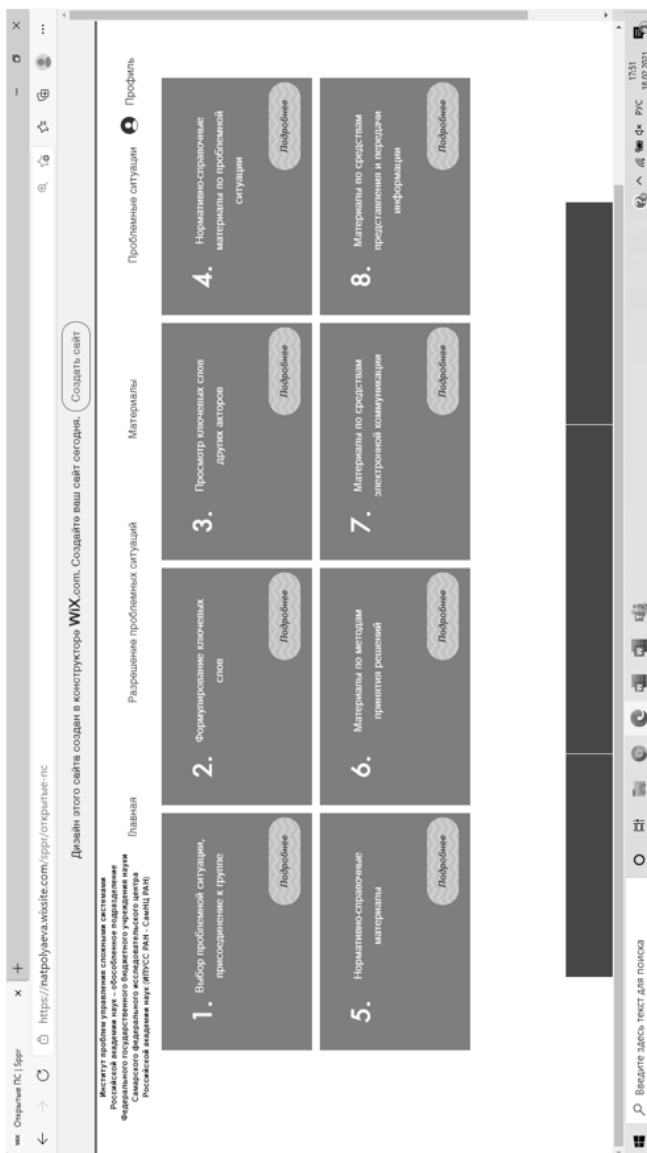 WiX Открытые ПС | Sppr
https://natpolyaeva.wixsite.com/sppr/открытые-пс
Дизайн этого сайта создан в конструкторе WiX.com. Создайте ваш сайт сегодня. Создать сайт
Институт проблем управления сложными системами
Российской академии наук - обособленное подразделение
Федерального государственного бюджетного учреждения науки
Самарского федерального исследовательского центра
Российской академии наук (ИПУСС РАН - СамНЦ РАН)
Главная
Разрешение проблемных ситуаций
Материалы
Проблемные ситуации
Профиль
1. Выбор проблемной ситуации,
присоединение к группе
Подробнее
2. Формулирование ключевых
слов
Подробнее
3. Просмотр ключевых слов
других акторов
Подробнее
4. Нормативно-справочные
материалы по проблемной
ситуации
Подробнее
5. Нормативно-справочные
материалы
Подробнее
6. Материалы по методам
принятия решений
Подробнее
7. Материалы по средствам
электронной коммуникации
Подробнее
8. Материалы по средствам
представления и передачи
информации
Подробнее
Введите здесь текст для поиска
РУС
17:51
18.02.2021